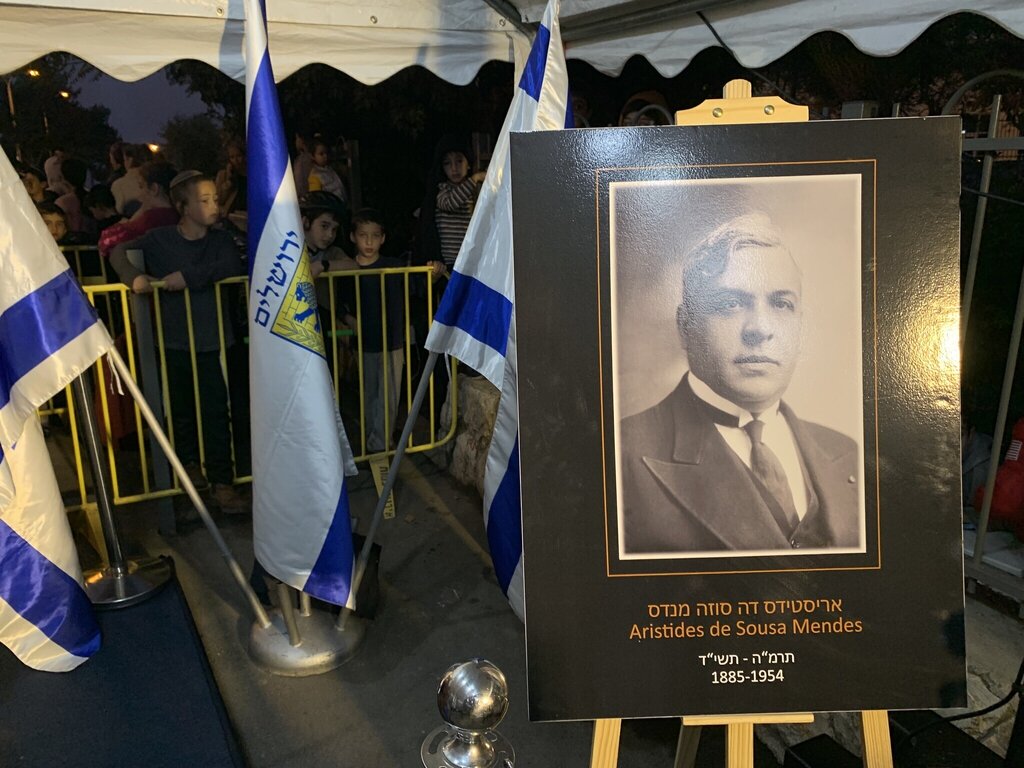 ירושלים
אריסטידס דה סוזה מנדס
Aristides de Sousa Mendes
תרמ"ה - תשי"ד
1885-1954